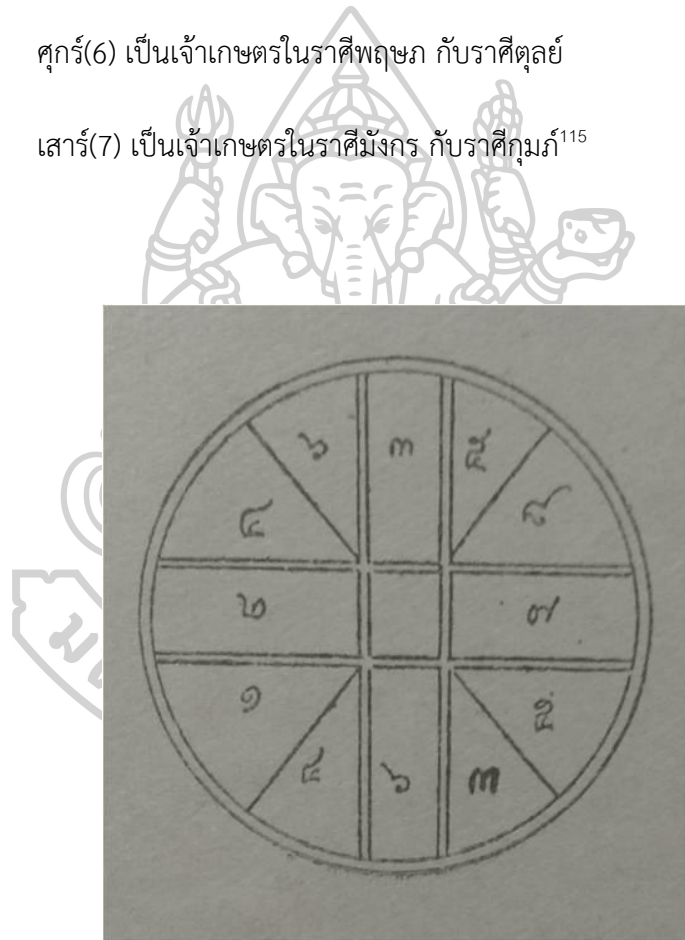 ศุกร์(6) เป็นเจ้าเกษตรในราศีพฤษภ กับราศีตุลย์
เสาร์(7) เป็นเจ้าเกษตรในราศีมังกร กับราศีกุมภ์115
๖ ๓ ๕
๔ ๘
๒ ๗
๑ ๕
๔ ๖ ๓